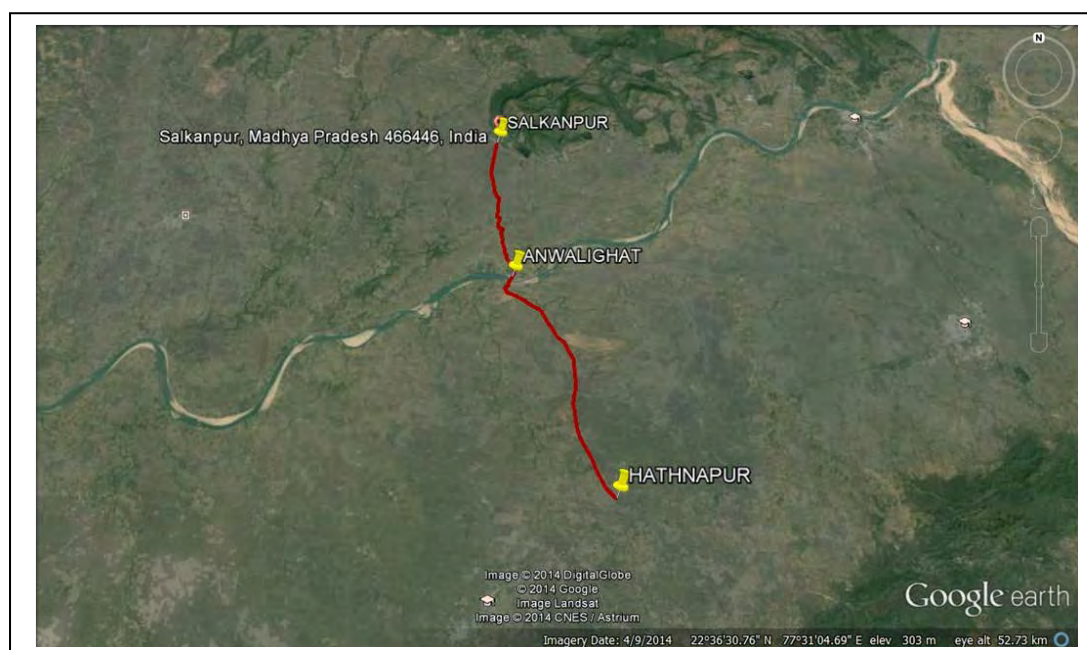 N
SALKANPUR
Salkanpur, Madhya Pradesh 466446, India
ANWALIGHAT
HATHNAPUR
Image © 2014 DigitalGlobe
© 2014 Google
Image Landsat
Image © 2014 CNES / Astrium
Google earth
Imagery Date: 4/9/2014 22°36'30.76" N 77°31'04.69" E elev 303 m eye alt 52.73 km